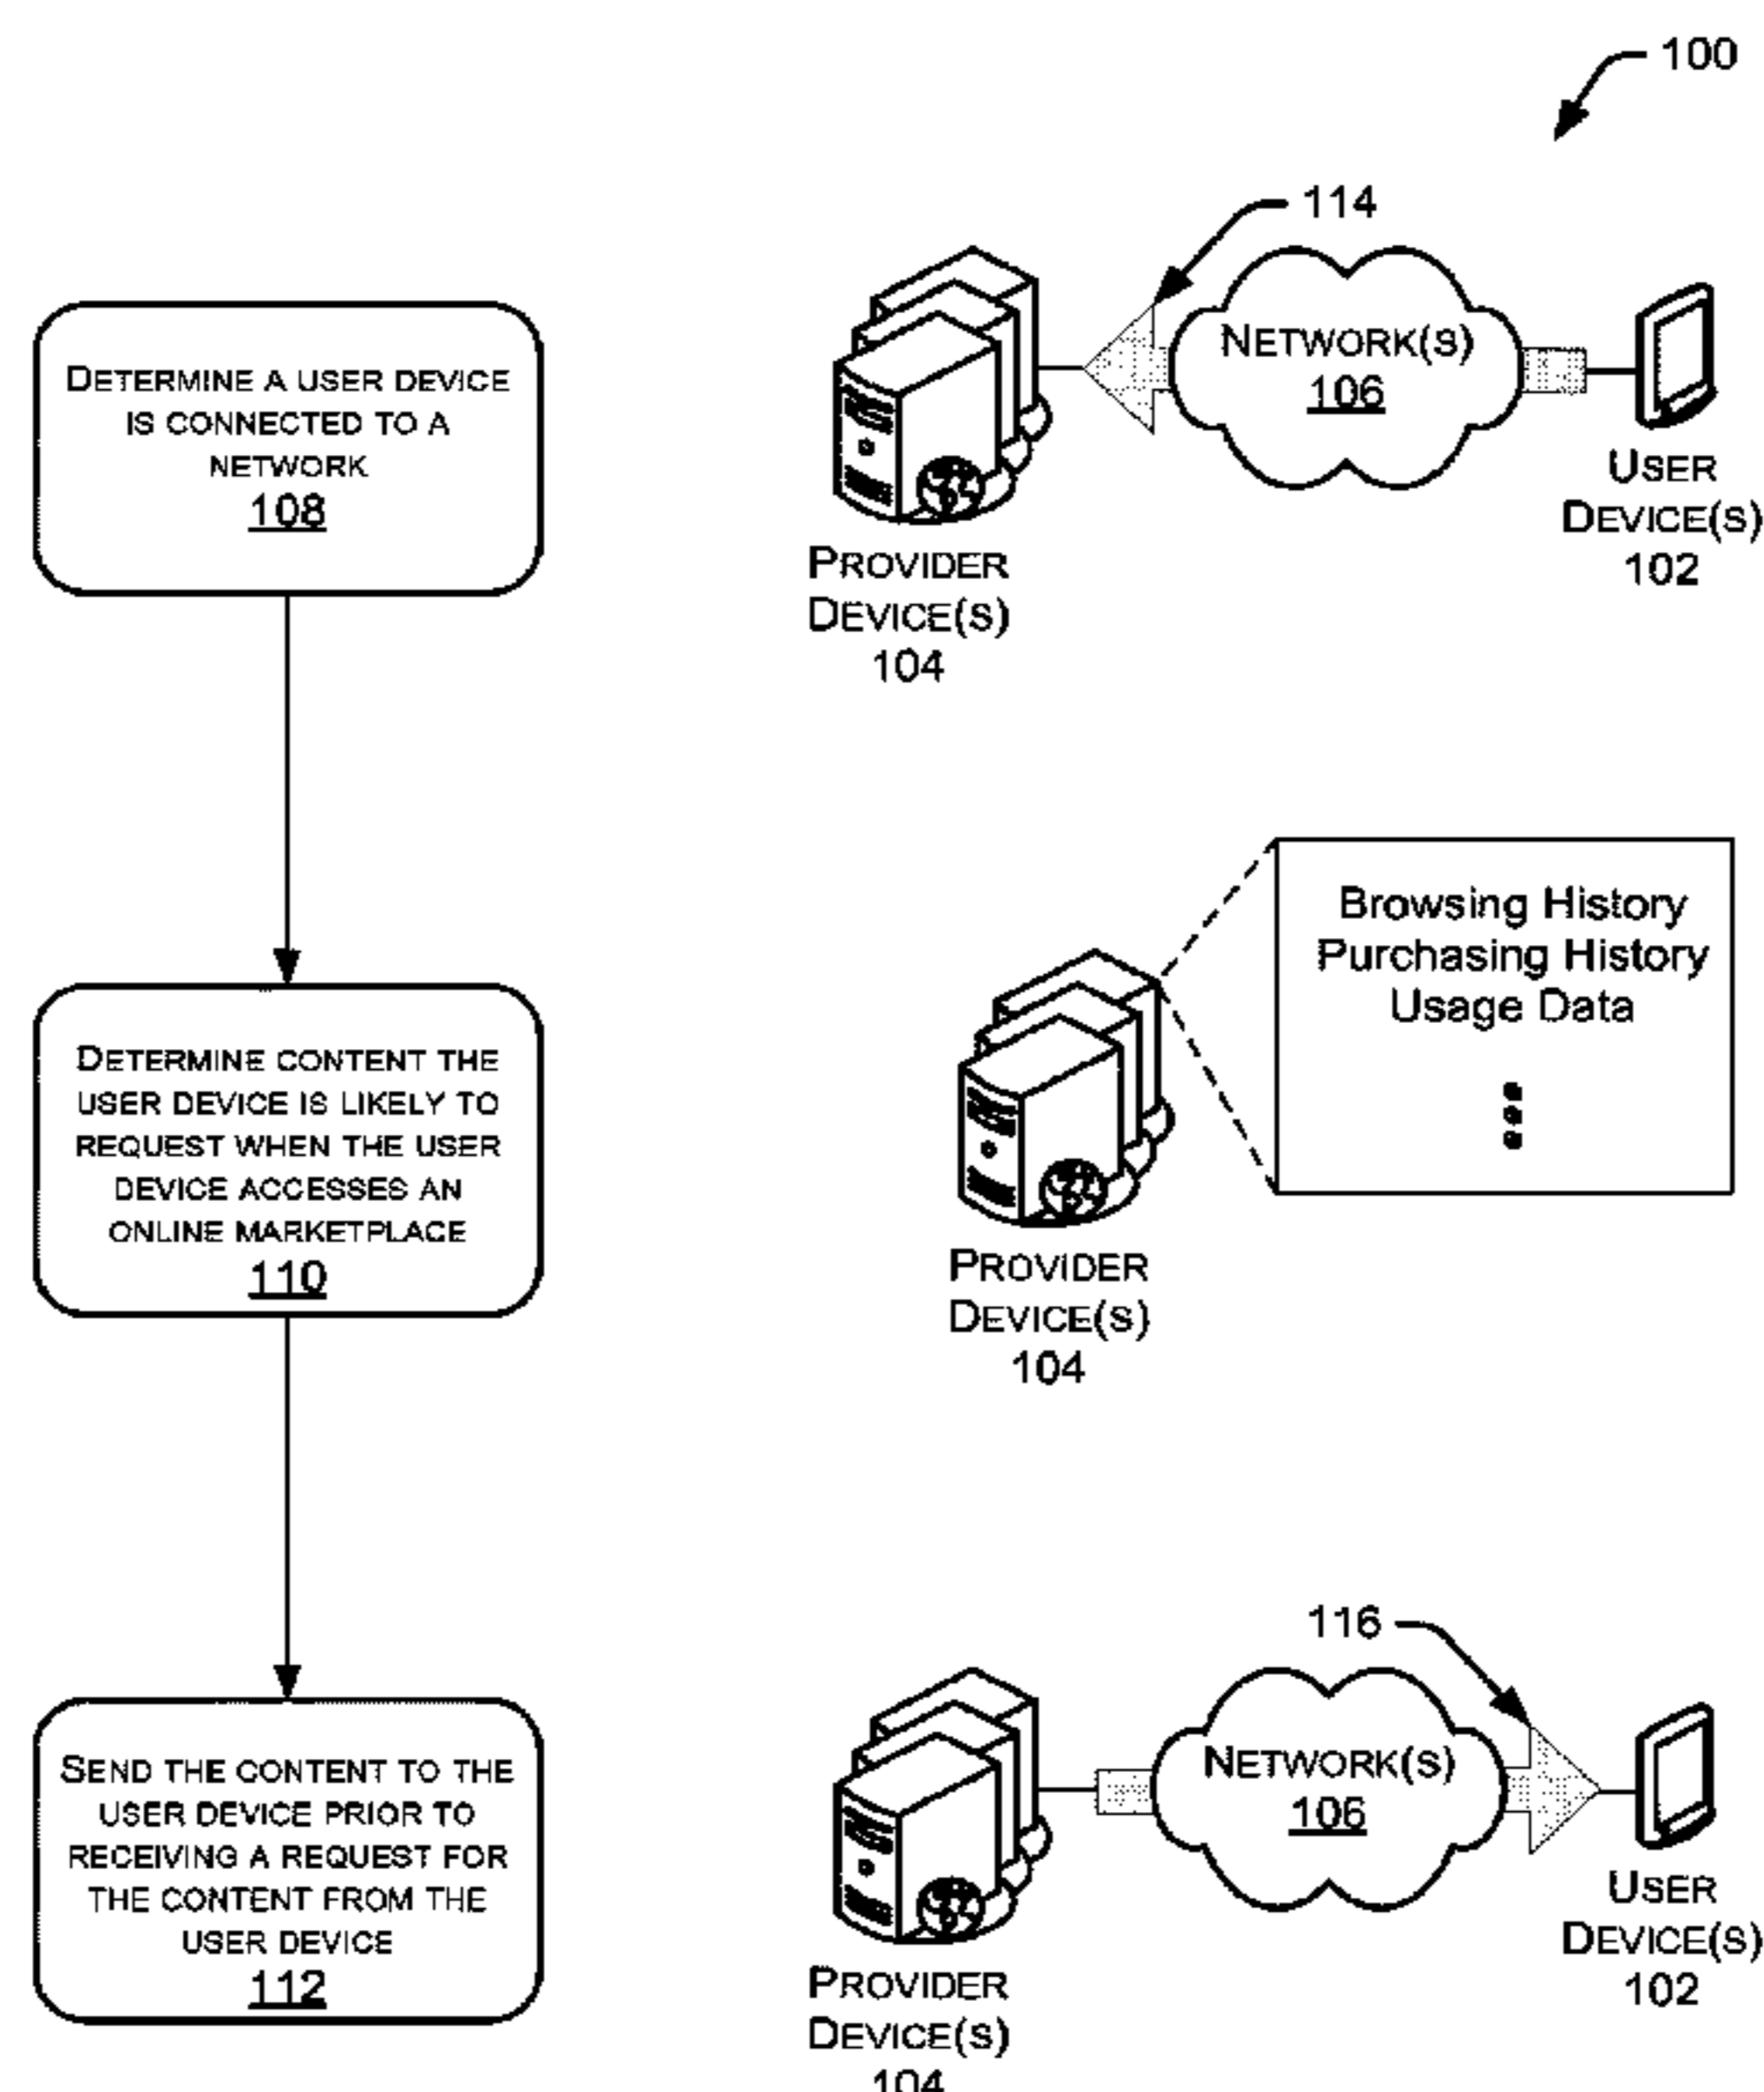 100
114
DETERMINE A USER DEVICE
IS CONNECTED TO A
NETWORK
108
NETWORK(S)
106
USER
DEVICE(S)
102
PROVIDER
DEVICE(S)
104
Browsing History
Purchasing History
Usage Data
DETERMINE CONTENT THE
USER DEVICE IS LIKELY TO
REQUEST WHEN THE USER
DEVICE ACCESSES AN
ONLINE MARKETPLACE
110
PROVIDER
DEVICE(S)
104
116
SEND THE CONTENT TO THE
USER DEVICE PRIOR TO
RECEIVING A REQUEST FOR
THE CONTENT FROM THE
USER DEVICE
112
NETWORK(S)
106
USER
DEVICE(S)
102
PROVIDER
DEVICE(S)
104